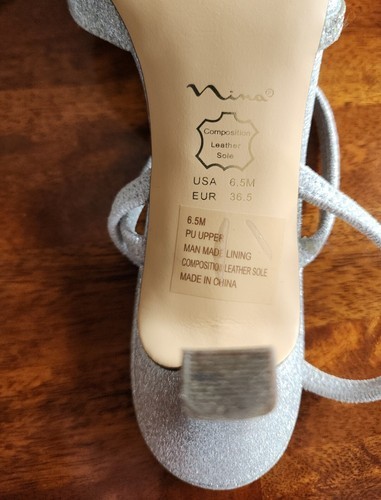 Nina®
Composition
Leather
Sole
USA 6.5M
EUR 36.5
6.5M
PU UPPER
MAN MADE LINING
COMPOSITION LEATHER SOLE
MADE IN CHINA